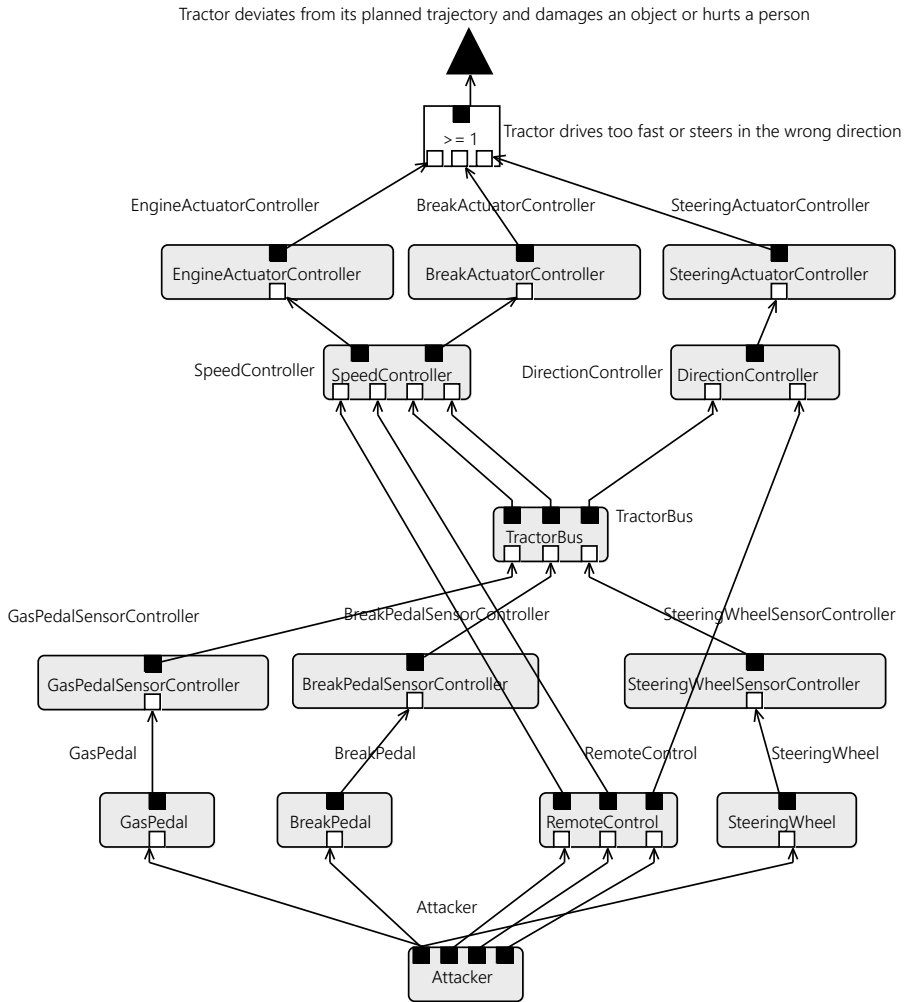 Tractor deviates from its planned trajectory and damages an object or hurts a person
>= 1
Tractor drives too fast or steers in the wrong direction
EngineActuatorController
BreakActuatorController
SteeringActuatorController
EngineActuatorController
BreakActuatorController
SteeringActuatorController
SpeedController
SpeedController
DirectionController
DirectionController
TractorBus
TractorBus
GasPedalSensorController
BreakPedalSensorController
SteeringWheelSensorController
GasPedalSensorController
BreakPedalSensorController
SteeringWheelSensorController
GasPedal
BreakPedal
RemoteControl
SteeringWheel
GasPedal
BreakPedal
RemoteControl
SteeringWheel
Attacker
Attacker